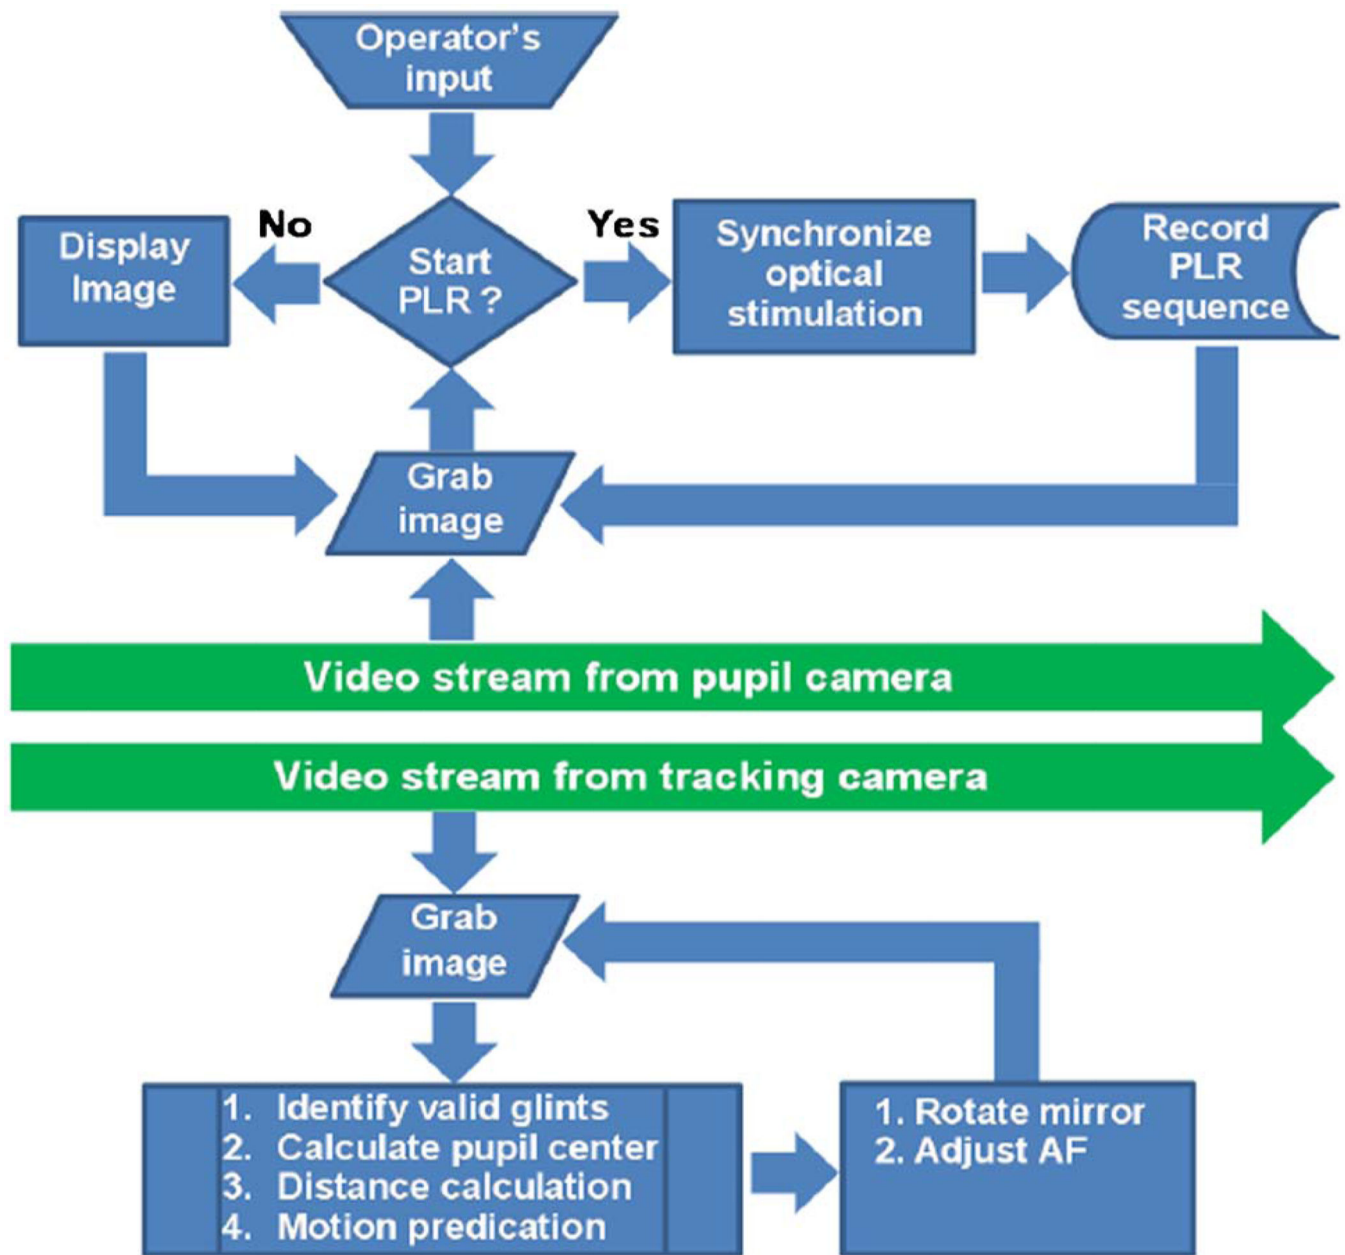 Operator's
input
No
Yes
Display
Image
Start
PLR ?
Synchronize
optical
stimulation
Record
PLR
sequence
Grab
image
Video stream from pupil camera
Video stream from tracking camera
Grab
image
1. Identify valid glints
2. Calculate pupil center
3. Distance calculation
4. Motion predication
1. Rotate mirror
2. Adjust AF